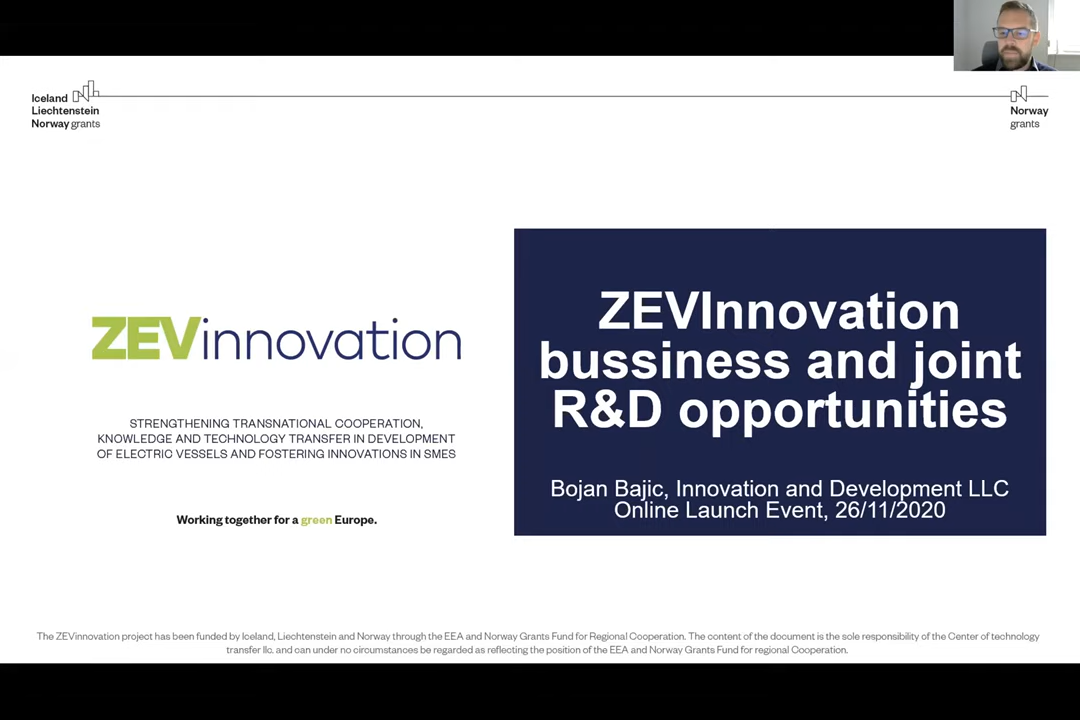 Iceland
Liechtenstein
Norway grants
Norway
grants
ZEVinnovation
STRENGTHENING TRANSNATIONAL COOPERATION,
KNOWLEDGE AND TECHNOLOGY TRANSFER IN DEVELOPMENT
OF ELECTRIC VESSELS AND FOSTERING INNOVATIONS IN SMES
Working together for a green Europe.
ZEVInnovation
bussiness and joint
R&D opportunities
Bojan Bajic, Innovation and Development LLC
Online Launch Event, 26/11/2020
The ZEVinnovation project has been funded by Iceland, Liechtenstein and Norway through the EEA and Norway Grants Fund for Regional Cooperation. The content of the document is the sole responsibility of the Center of technology
transfer llc. and can under no circumstances be regarded as reflecting the position of the EEA and Norway Grants Fund for regional Cooperation.